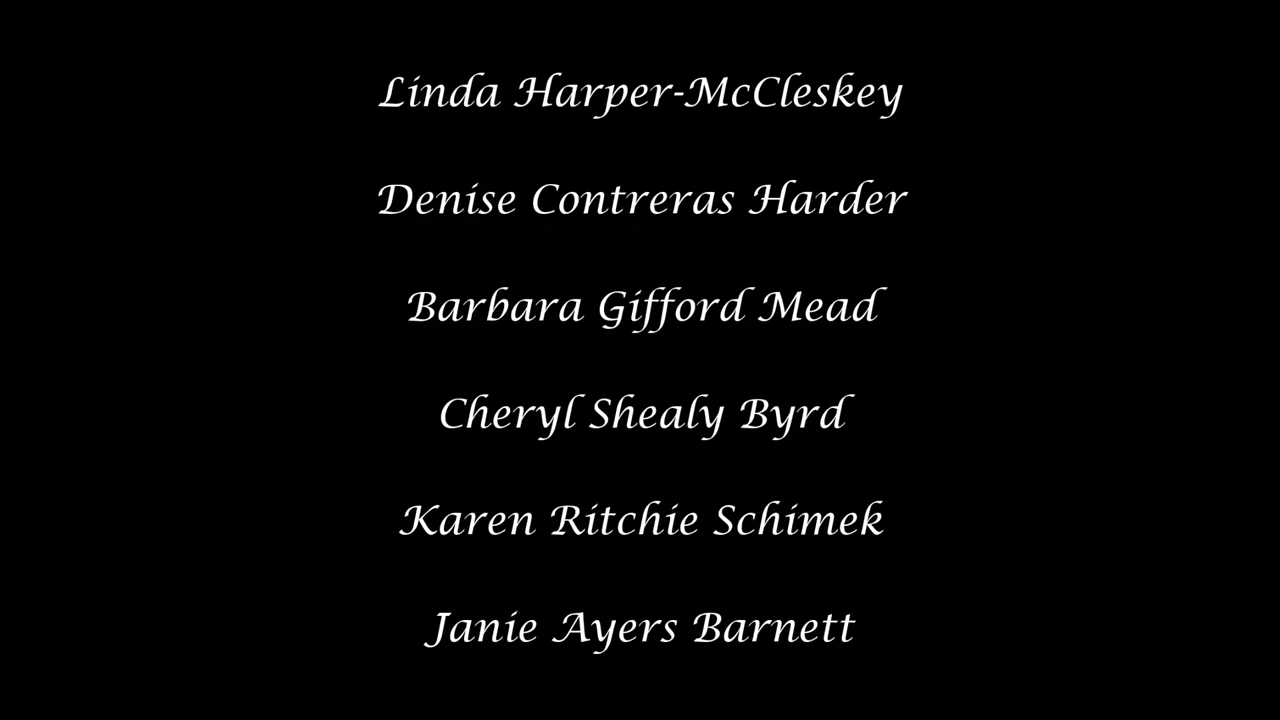 Linda Harper-McCleskey
Denise Contreras Harder
Barbara Gifford Mead
Cheryl Shealy Byrd
Karen Ritchie Schimek
Janie Ayers Barnett